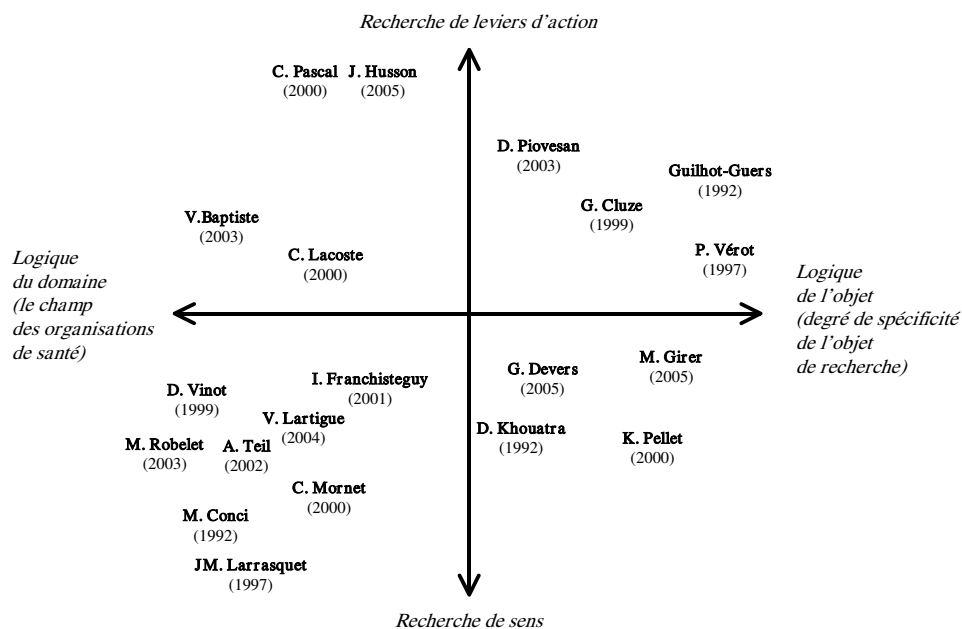 Recherche de leviers d’action
C. Pascal J. Husson
(2000) (2005)
D. Piovesan
(2003)
Guilhot-Guers
(1992)
G. Cluze
(1999)
V.Baptiste
(2003)
C. Lacoste
(2000)
P. Vérot
(1997)
Logique
du domaine
(le champ
des organisations
de santé)
Logique
de l’objet
(degré de spécificité
de l’objet
de recherche)
I. Franchisteguy
(2001)
D. Vinot
(1999)
V. Lartigue
(2004)
M. Robelet
(2003)
A. Teil
(2002)
C. Mornet
(2000)
M. Conci
(1992)
JM. Larrasquet
(1997)
G. Devers
(2005)
M. Girer
(2005)
D. Khouatra
(1992)
K. Pellet
(2000)
Recherche de sens